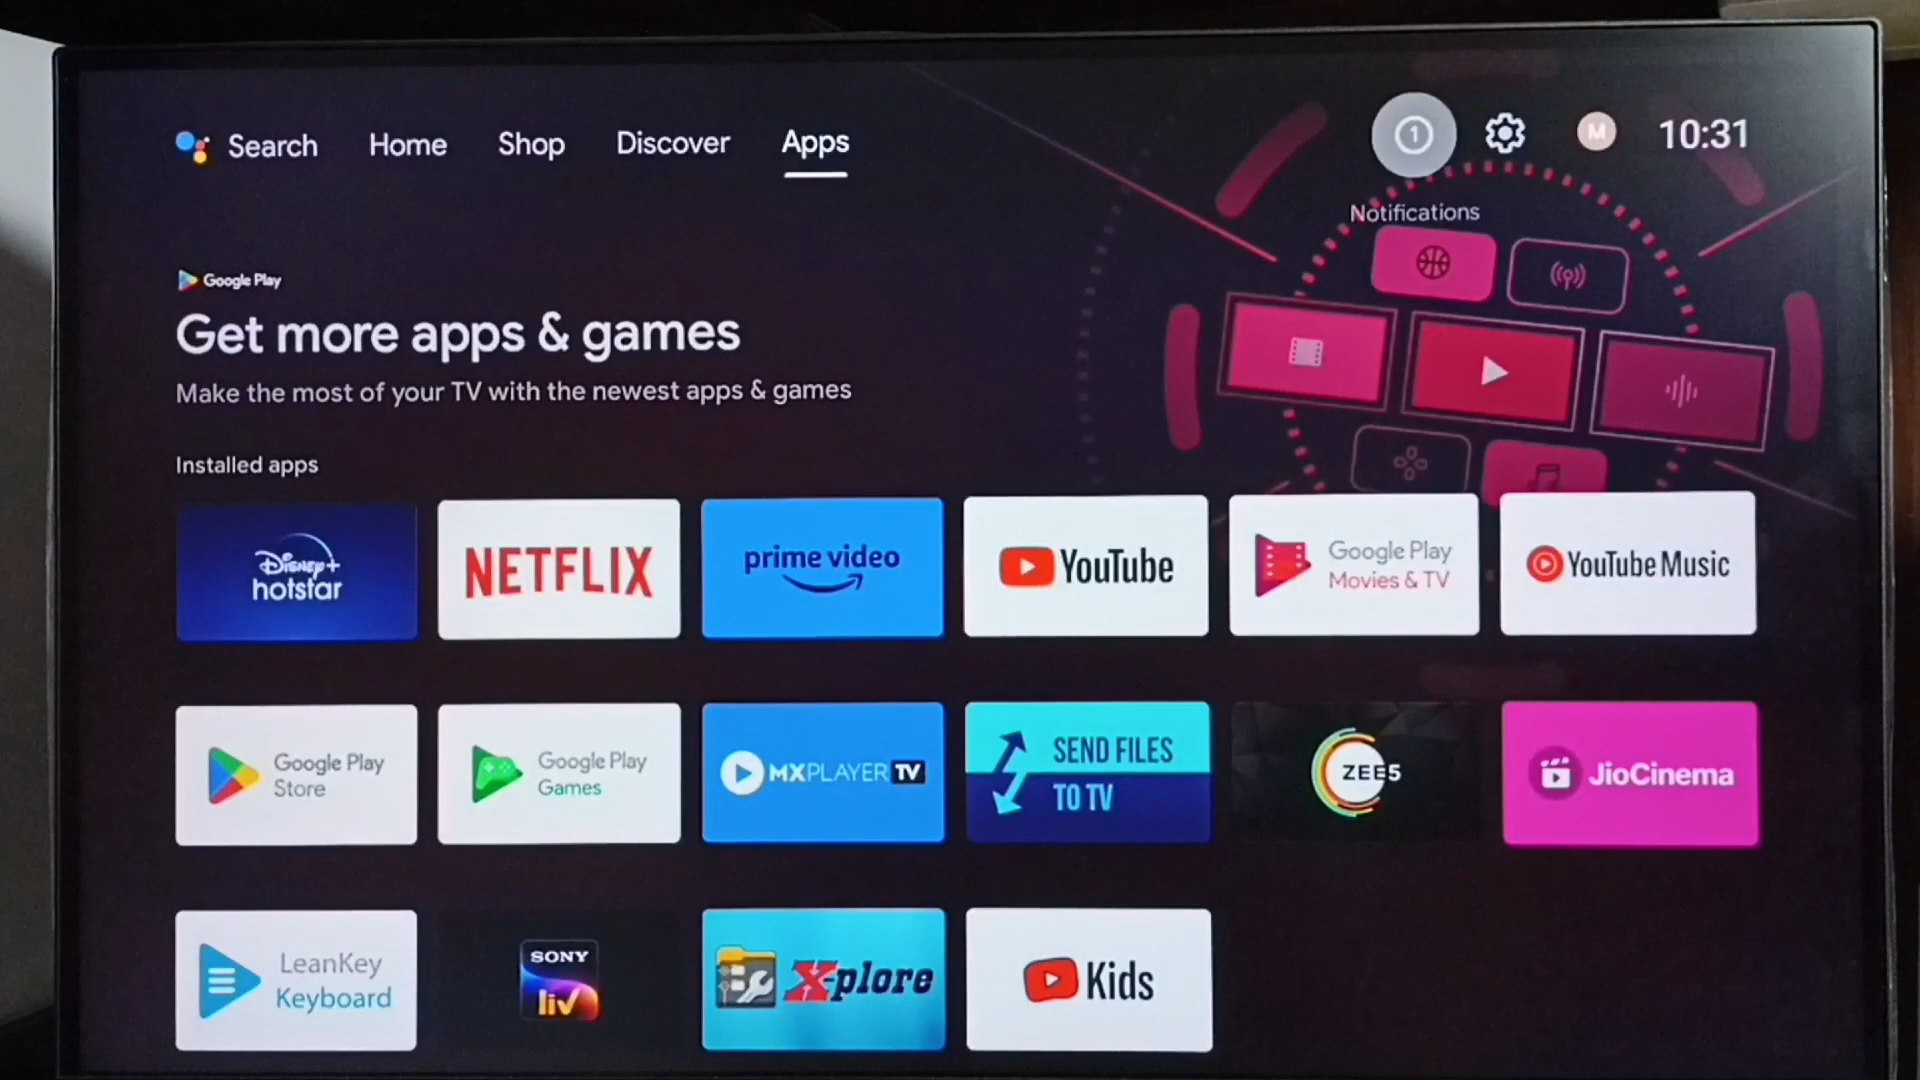 Search Home Shop Discover Apps 1 M 10:31
Notifications
Google Play
Get more apps & games
Make the most of your TV with the newest apps & games
Installed apps
Disney+
hotstar
NETFLIX
prime video
YouTube
Google Play
Movies & TV
YouTube Music
Google Play
Store
Google Play
Games
MXPLAYER TV
SEND FILES
TO TV
ZEE5
JioCinema
LeanKey
Keyboard
SONY
liv
X-plore
Kids